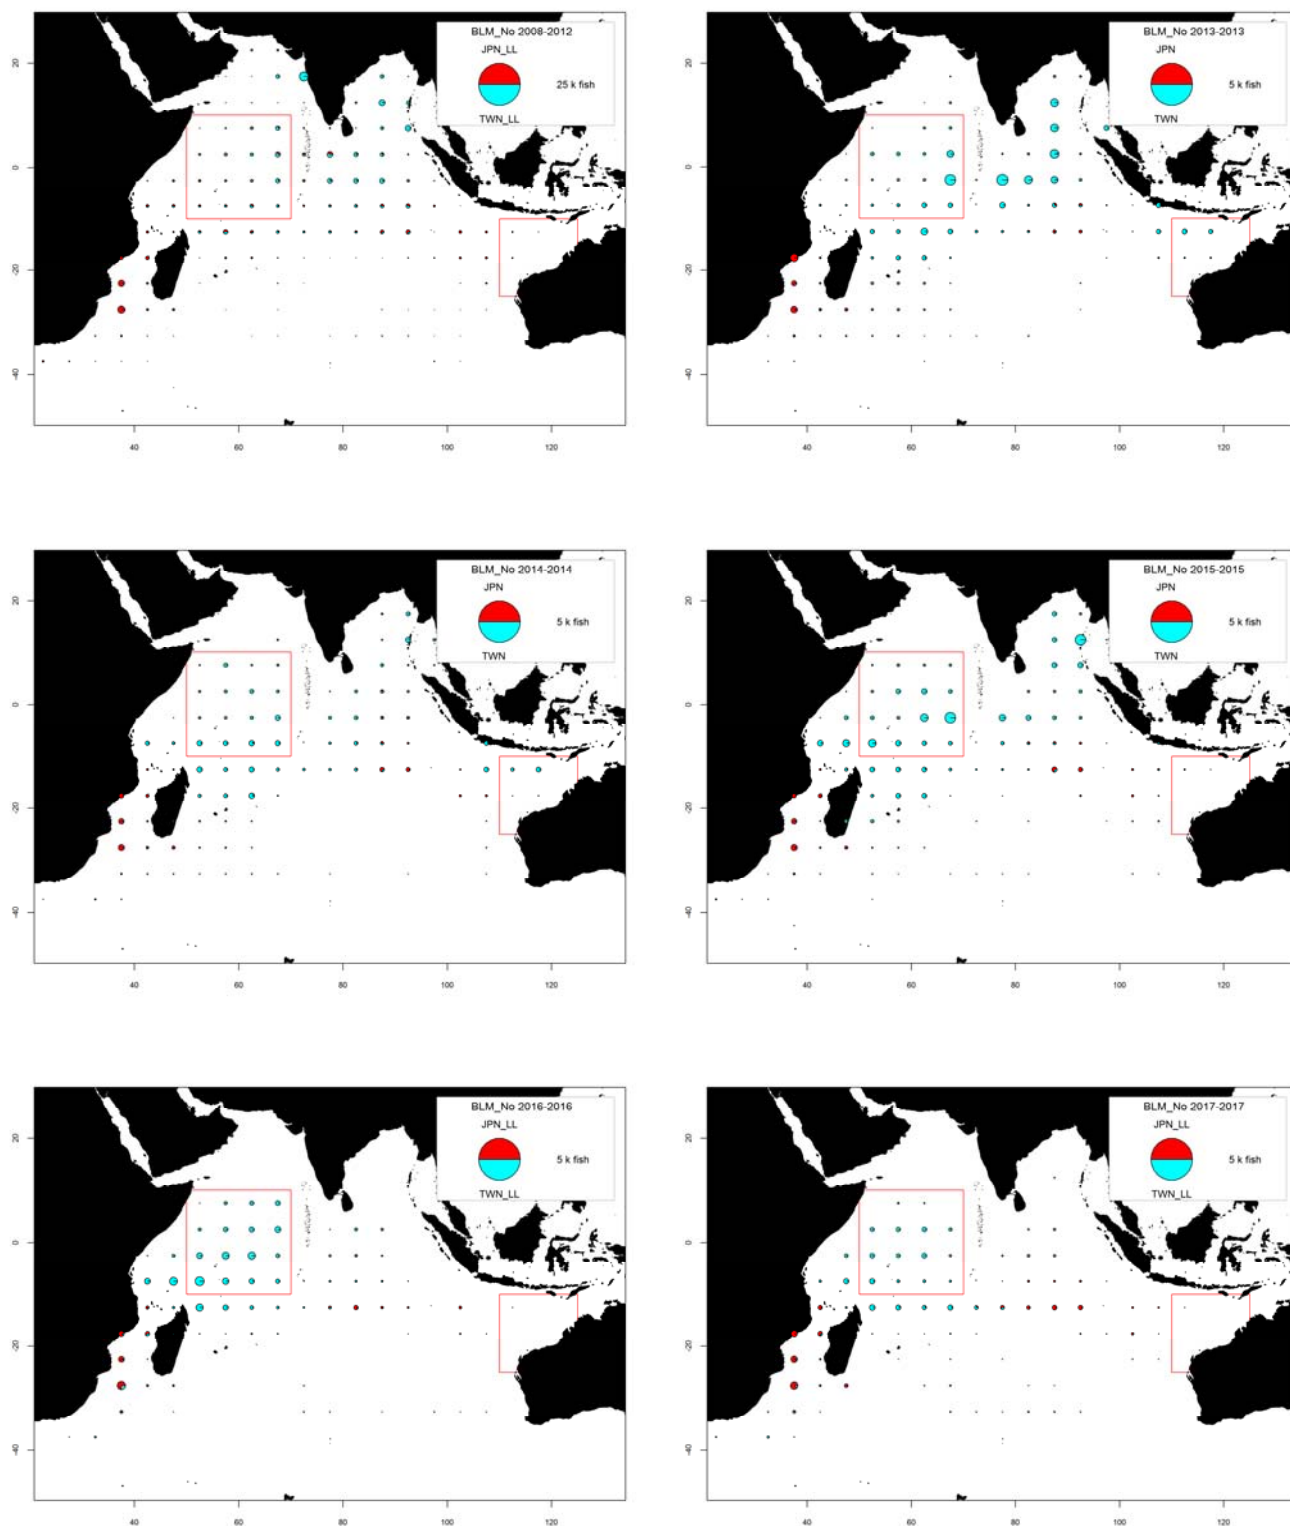 BLM_No 2008-2012
JPN_LL
25 k fish
TWN_LL
20
0
-20
-40
40 60 80 100 120
BLM_No 2013-2013
JPN
5 k fish
TWN
20
0
-20
-40
40 60 80 100 120
BLM_No 2014-2014
JPN
5 k fish
TWN
20
0
-20
-40
40 60 80 100 120
BLM_No 2015-2015
JPN
5 k fish
TWN
20
0
-20
-40
40 60 80 100 120
BLM_No 2016-2016
JPN_LL
5 k fish
TWN_LL
20
0
-20
-40
40 60 80 100 120
BLM_No 2017-2017
JPN_LL
5 k fish
TWN_LL
20
0
-20
-40
40 60 80 100 120